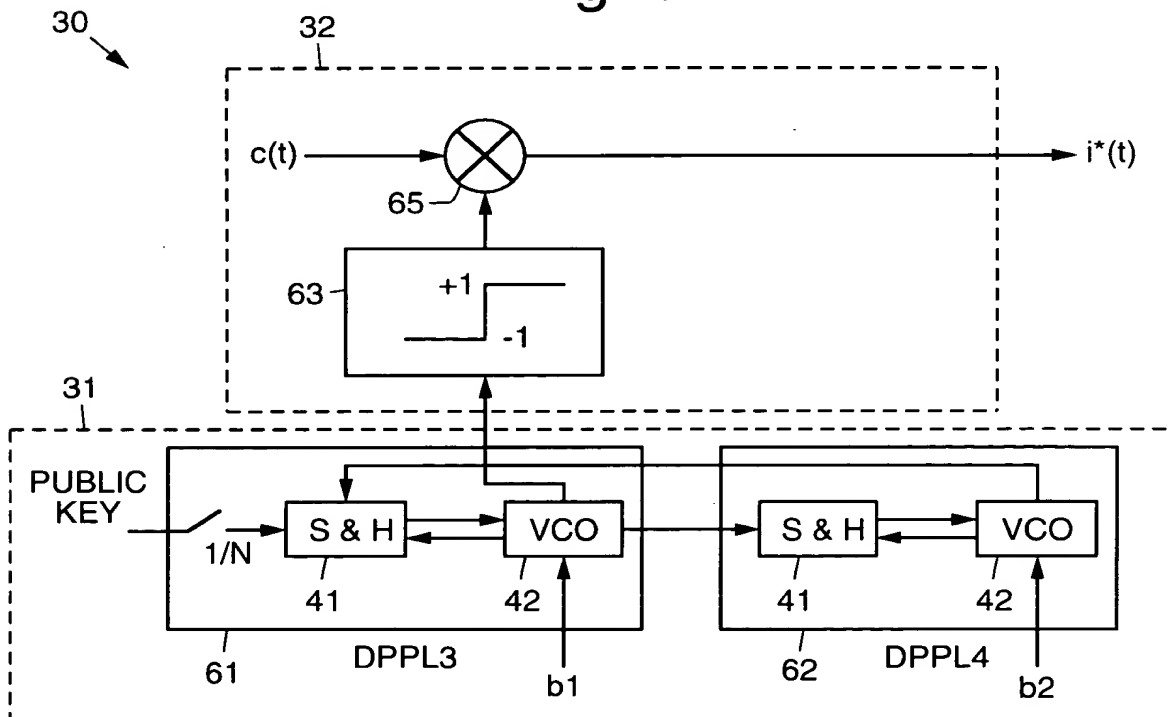 g
30
32
c(t)
i*(t)
65
63
+1
-1
31
PUBLIC
KEY
1/N
S & H
VCO
S & H
VCO
41
42
41
42
61
DPPL3
b1
62
DPPL4
b2